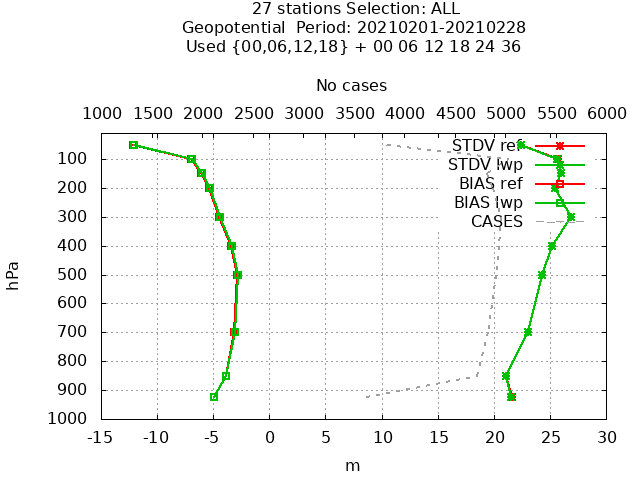 27 stations Selection: ALL
Geopotential  Period: 20210201-20210228
Used {00,06,12,18} + 00 06 12 18 24 36
No cases
1000 1500 2000 2500 3000 3500 4000 4500 5000 5500 6000
STDV ref
STDV lwp
BIAS ref
BIAS lwp
CASES
100
200
300
400
500
600
700
800
900
1000
hPa
-15 -10 -5 0 5 10 15 20 25 30
m